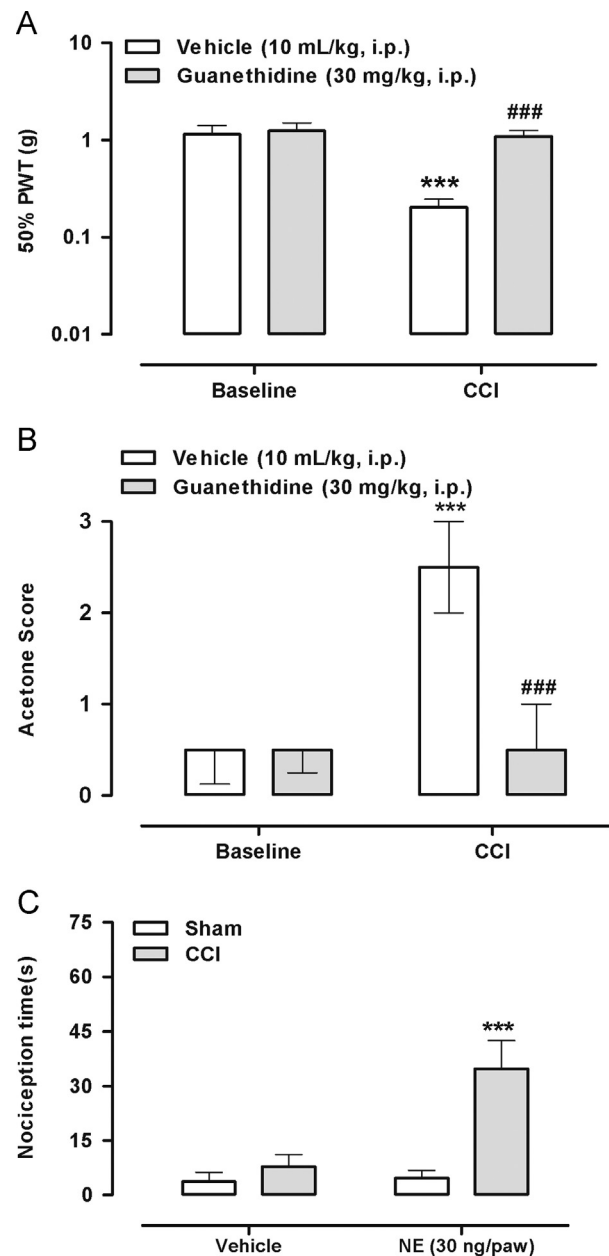 A
Vehicle (10 mL/kg, i.p.)
Guanethidine (30 mg/kg, i.p.)
50% PWT (g)
10
1
0.1
0.01
***
###
Baseline
CCI
B
Vehicle (10 mL/kg, i.p.)
Guanethidine (30 mg/kg, i.p.)
Acetone Score
3
2
1
0
***
###
Baseline
CCI
C
Sham
CCI
Nociception time(s)
75
60
45
30
15
0
***
Vehicle
NE (30 ng/paw)